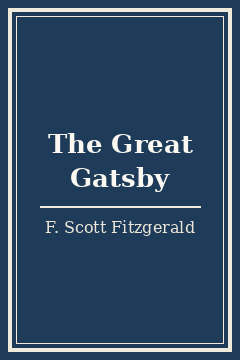 The Great
Gatsby
F. Scott Fitzgerald